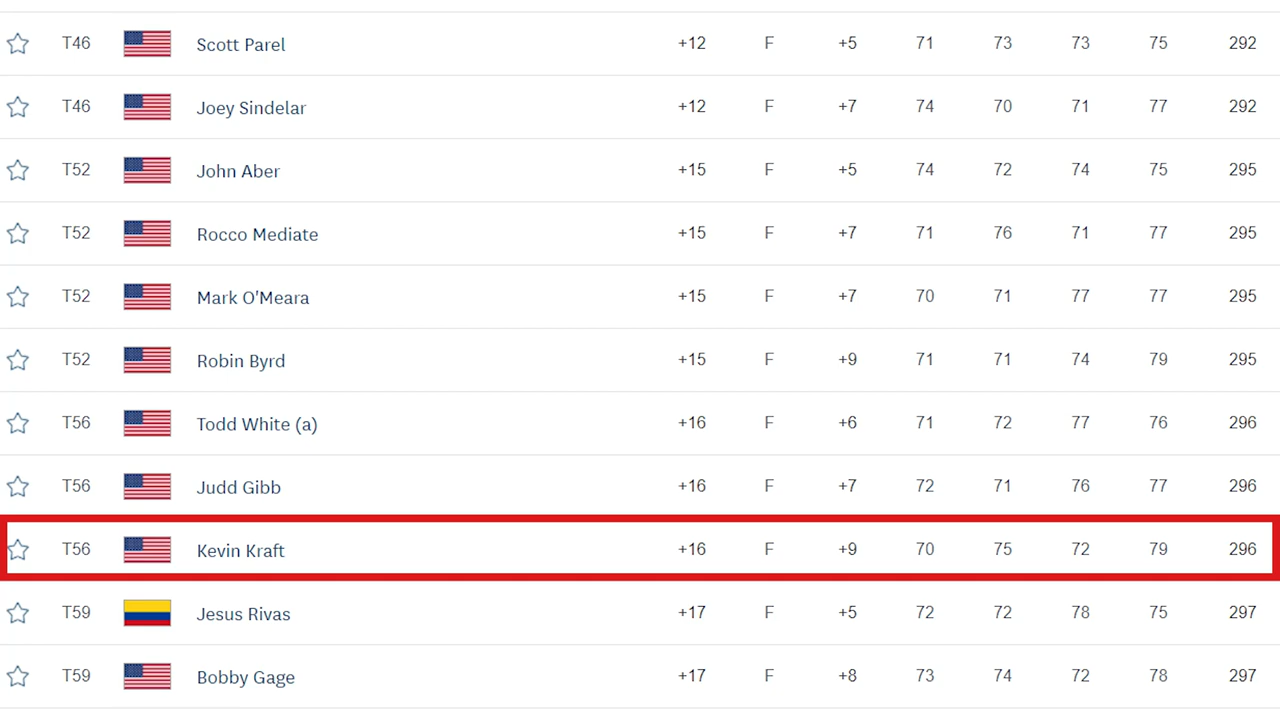 T46 Scott Parel +12 F +5 71 73 73 75 292
T46 Joey Sindelar +12 F +7 74 70 71 77 292
T52 John Aber +15 F +5 74 72 74 75 295
T52 Rocco Mediate +15 F +7 71 76 71 77 295
T52 Mark O'Meara +15 F +7 70 71 77 77 295
T52 Robin Byrd +15 F +9 71 71 74 79 295
T56 Todd White (a) +16 F +6 71 72 77 76 296
T56 Judd Gibb +16 F +7 72 71 76 77 296
T56 Kevin Kraft +16 F +9 70 75 72 79 296
T59 Jesus Rivas +17 F +5 72 72 78 75 297
T59 Bobby Gage +17 F +8 73 74 72 78 297